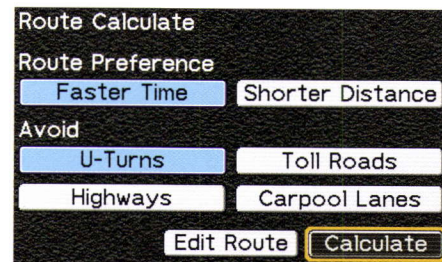 Route Calculate
Route Preference
Faster Time Shorter Distance
Avoid
U-Turns Toll Roads
Highways Carpool Lanes
Edit Route Calculate